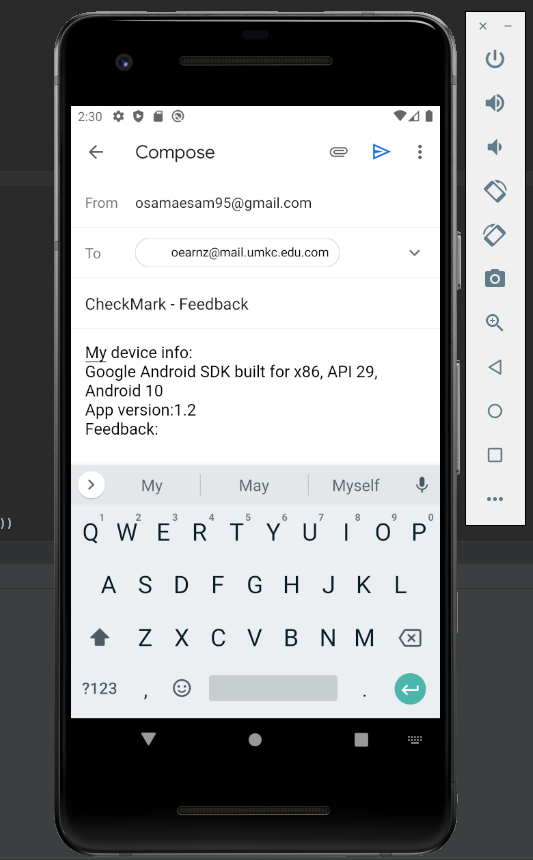 2:30
Compose
From osamaesam95@gmail.com
To oearnz@mail.umkc.edu.com
CheckMark - Feedback
My device info:
Google Android SDK built for x86, API 29,
Android 10
App version:1.2
Feedback:
My May Myself
1 2 3 4 5 6 7 8 9 0
Q W E R T Y U I O P
))
A S D F G H J K L
Z X C V B N M
?123 , .